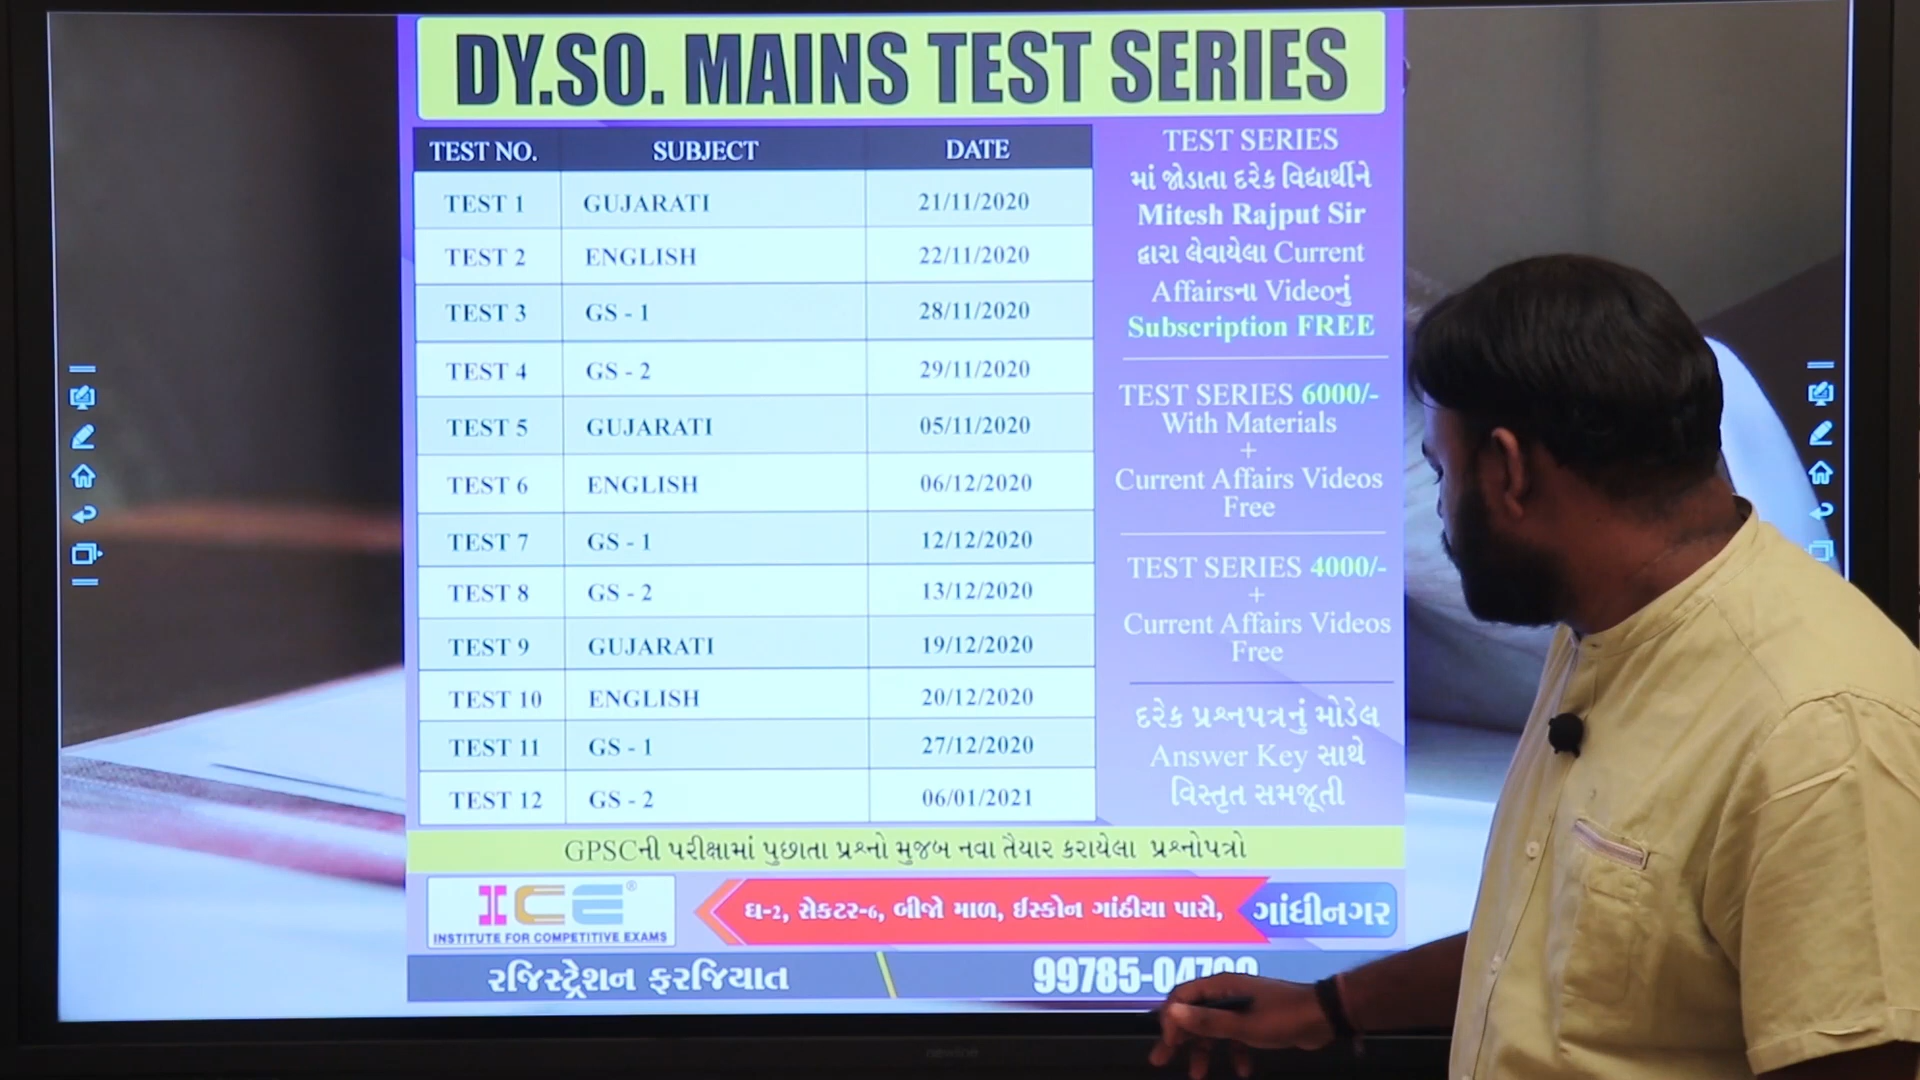 DY.SO. MAINS TEST SERIES
TEST NO. SUBJECT DATE
TEST 1 GUJARATI 21/11/2020
TEST 2 ENGLISH 22/11/2020
TEST 3 GS - 1 28/11/2020
TEST 4 GS - 2 29/11/2020
TEST 5 GUJARATI 05/11/2020
TEST 6 ENGLISH 06/12/2020
TEST 7 GS - 1 12/12/2020
TEST 8 GS - 2 13/12/2020
TEST 9 GUJARATI 19/12/2020
TEST 10 ENGLISH 20/12/2020
TEST 11 GS - 1 27/12/2020
TEST 12 GS - 2 06/01/2021
TEST SERIES
માં જોડાતા દરેક વિદ્યાર્થીને
Mitesh Rajput Sir
દ્વારા લેવાયેલા Current
Affairsના Videoનું
Subscription FREE
TEST SERIES 6000/-
With Materials
+
Current Affairs Videos
Free
TEST SERIES 4000/-
+
Current Affairs Videos
Free
દરેક પ્રશ્નપત્રનું મોડેલ
Answer Key સાથે
વિસ્તૃત સમજૂતી
GPSCની પરીક્ષામાં પુછાતા પ્રશ્નો મુજબ નવા તૈયાર કરાયેલા પ્રશ્નોપત્રો
ICE®
INSTITUTE FOR COMPETITIVE EXAMS
ઘ-2, સેકટર-6, બીજો માળ, ઈસ્કોન ગાંઠીયા પાસે, ગાંધીનગર
રજિસ્ટ્રેશન ફરજિયાત
newline